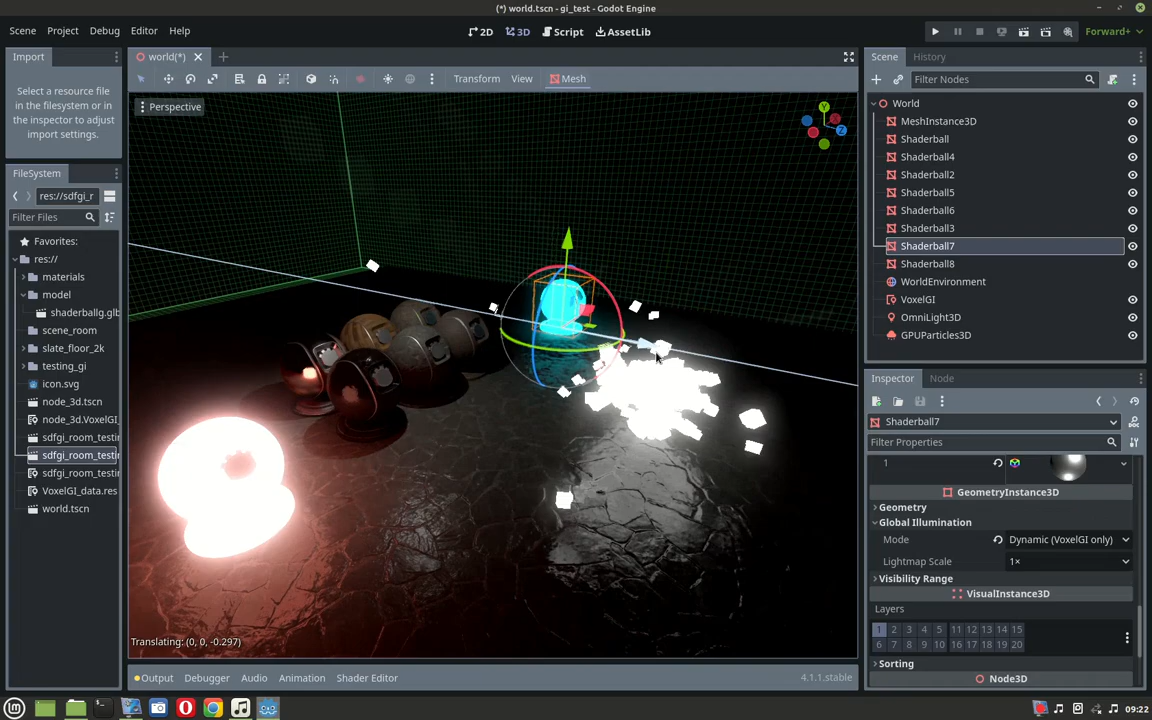 (*) world.tscn - gi_test - Godot Engine
Scene Project Debug Editor Help
2D 3D Script AssetLib
Forward+
Import
world(*)
Scene History
Select a resource file in the filesystem or in the inspector to adjust import settings.
Transform View Mesh
Filter Nodes
Perspective
Y
Z
World
MeshInstance3D
Shaderball
Shaderball4
Shaderball2
Shaderball5
Shaderball6
Shaderball3
Shaderball7
Shaderball8
WorldEnvironment
VoxelGI
OmniLight3D
GPUParticles3D
FileSystem
res://sdfgi_r
Filter Files
Favorites:
res://
materials
model
shaderballg.glb
scene_room
slate_floor_2k
testing_gi
icon.svg
node_3d.tscn
node_3d.VoxelGI_
sdfgi_room_testi
sdfgi_room_testi
sdfgi_room_testi
VoxelGI_data.res
world.tscn
Translating: (0, 0, -0.297)
Output Debugger Audio Animation Shader Editor
4.1.1.stable
Inspector Node
Shaderball7
Filter Properties
1
GeometryInstance3D
Geometry
Global Illumination
Mode Dynamic (VoxelGI only)
Lightmap Scale 1×
Visibility Range
VisualInstance3D
Layers
1 2 3 4 5 11 12 13 14 15
6 7 8 9 10 16 17 18 19 20
Sorting
Node3D
09:22